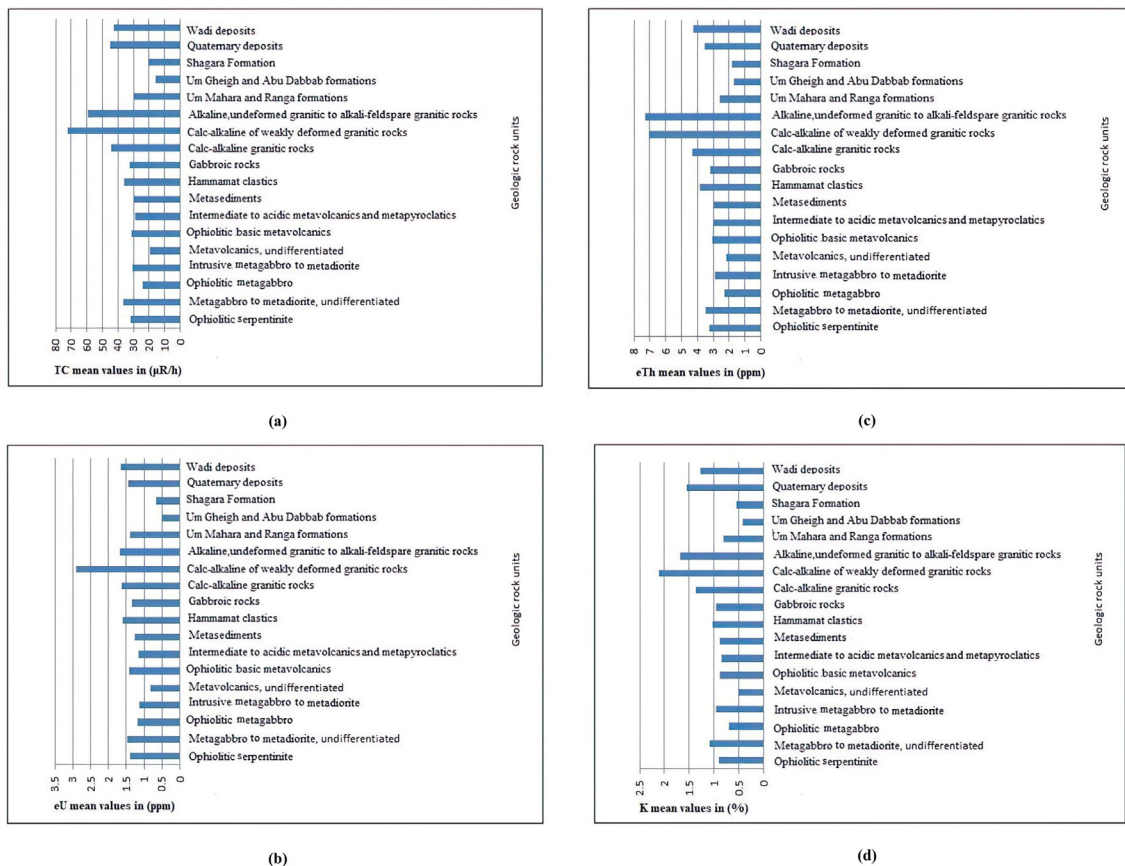 Wadi deposits
Quaternary deposits
Shagara Formation
Um Gheigh and Abu Dabbab formations
Um Mahara and Ranga formations
Alkaline,undeformed granitic to alkali-feldspare granitic rocks
Calc-alkaline of weakly deformed granitic rocks
Calc-alkaline granitic rocks
Gabbroic rocks
Hammamat clastics
Metasediments
Intermediate to acidic metavolcanics and metapyroclatics
Ophiolitic basic metavolcanics
Metavolcanics, undifferentiated
Intrusive metagabbro to metadiorite
Ophiolitic metagabbro
Metagabbro to metadiorite, undifferentiated
Ophiolitic serpentinite
Geologic rock units
80 70 60 50 40 30 20 10 0
TC mean values in (µR/h)
(a)
Wadi deposits
Quaternary deposits
Shagara Formation
Um Gheigh and Abu Dabbab formations
Um Mahara and Ranga formations
Alkaline,undeformed granitic to alkali-feldspare granitic rocks
Calc-alkaline of weakly deformed granitic rocks
Calc-alkaline granitic rocks
Gabbroic rocks
Hammamat clastics
Metasediments
Intermediate to acidic metavolcanics and metapyroclatics
Ophiolitic basic metavolcanics
Metavolcanics, undifferentiated
Intrusive metagabbro to metadiorite
Ophiolitic metagabbro
Metagabbro to metadiorite, undifferentiated
Ophiolitic serpentinite
Geologic rock units
8 7 6 5 4 3 2 1 0
eTh mean values in (ppm)
(c)
Wadi deposits
Quaternary deposits
Shagara Formation
Um Gheigh and Abu Dabbab formations
Um Mahara and Ranga formations
Alkaline,undeformed granitic to alkali-feldspare granitic rocks
Calc-alkaline of weakly deformed granitic rocks
Calc-alkaline granitic rocks
Gabbroic rocks
Hammamat clastics
Metasediments
Intermediate to acidic metavolcanics and metapyroclatics
Ophiolitic basic metavolcanics
Metavolcanics, undifferentiated
Intrusive metagabbro to metadiorite
Ophiolitic metagabbro
Metagabbro to metadiorite, undifferentiated
Ophiolitic serpentinite
Geologic rock units
3.5 3 2.5 2 1.5 1 0.5 0
eU mean values in (ppm)
(b)
Wadi deposits
Quaternary deposits
Shagara Formation
Um Gheigh and Abu Dabbab formations
Um Mahara and Ranga formations
Alkaline,undeformed granitic to alkali-feldspare granitic rocks
Calc-alkaline of weakly deformed granitic rocks
Calc-alkaline granitic rocks
Gabbroic rocks
Hammamat clastics
Metasediments
Intermediate to acidic metavolcanics and metapyroclatics
Ophiolitic basic metavolcanics
Metavolcanics, undifferentiated
Intrusive metagabbro to metadiorite
Ophiolitic metagabbro
Metagabbro to metadiorite, undifferentiated
Ophiolitic serpentinite
Geologic rock units
2.5 2 1.5 1 0.5 0
K mean values in (%)
(d)